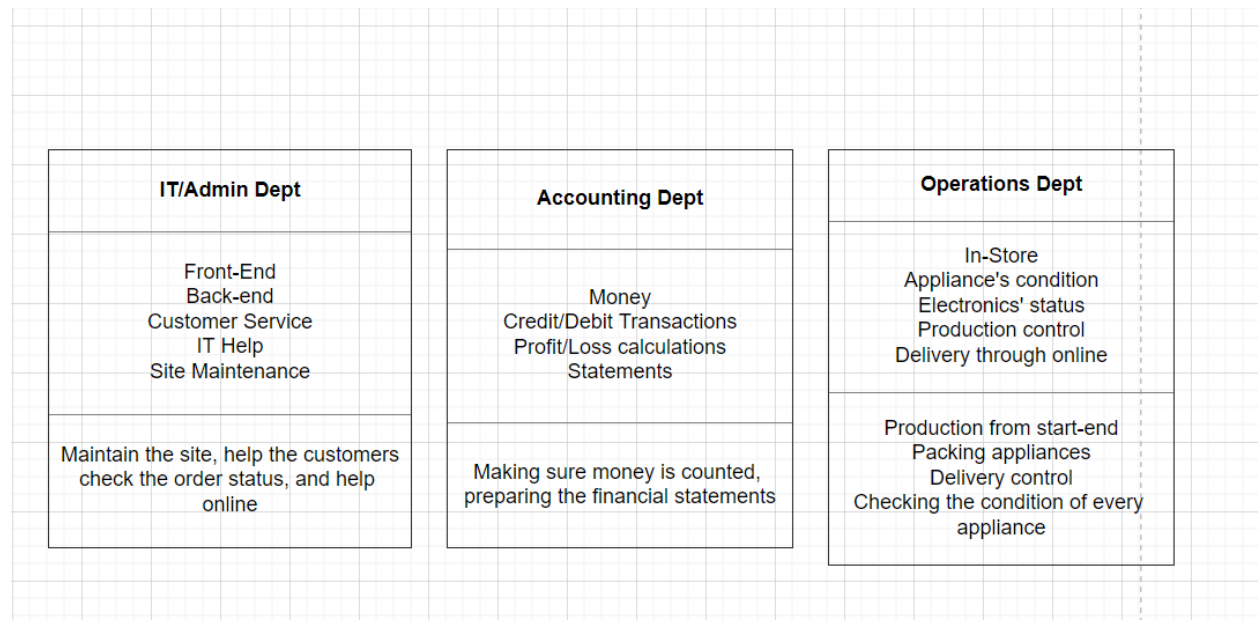 IT/Admin Dept
Front-End
Back-end
Customer Service
IT Help
Site Maintenance
Maintain the site, help the customers
check the order status, and help
online
Accounting Dept
Money
Credit/Debit Transactions
Profit/Loss calculations
Statements
Making sure money is counted,
preparing the financial statements
Operations Dept
In-Store
Appliance's condition
Electronics' status
Production control
Delivery through online
Production from start-end
Packing appliances
Delivery control
Checking the condition of every
appliance